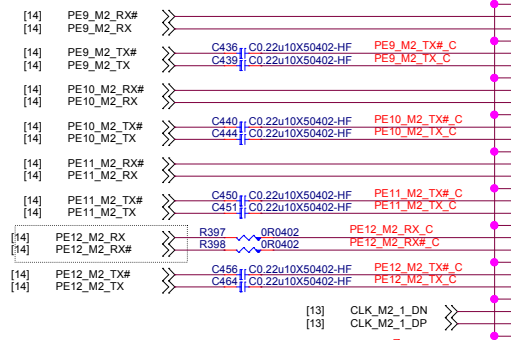 [14] PE9_M2_RX#
[14] PE9_M2_RX
[14] PE9_M2_TX# C436 C0.22u10X50402-HF PE9_M2_TX#_C
[14] PE9_M2_TX C439 C0.22u10X50402-HF PE9_M2_TX_C
[14] PE10_M2_RX#
[14] PE10_M2_RX
[14] PE10_M2_TX# C440 C0.22u10X50402-HF PE10_M2_TX#_C
[14] PE10_M2_TX C444 C0.22u10X50402-HF PE10_M2_TX_C
[14] PE11_M2_RX#
[14] PE11_M2_RX
[14] PE11_M2_TX# C450 C0.22u10X50402-HF PE11_M2_TX#_C
[14] PE11_M2_TX C451 C0.22u10X50402-HF PE11_M2_TX_C
[14] PE12_M2_RX R397 0R0402 PE12_M2_RX_C
[14] PE12_M2_RX# R398 0R0402 PE12_M2_RX#_C
[14] PE12_M2_TX# C456 C0.22u10X50402-HF PE12_M2_TX#_C
[14] PE12_M2_TX C464 C0.22u10X50402-HF PE12_M2_TX_C
[13] CLK_M2_1_DN
[13] CLK_M2_1_DP